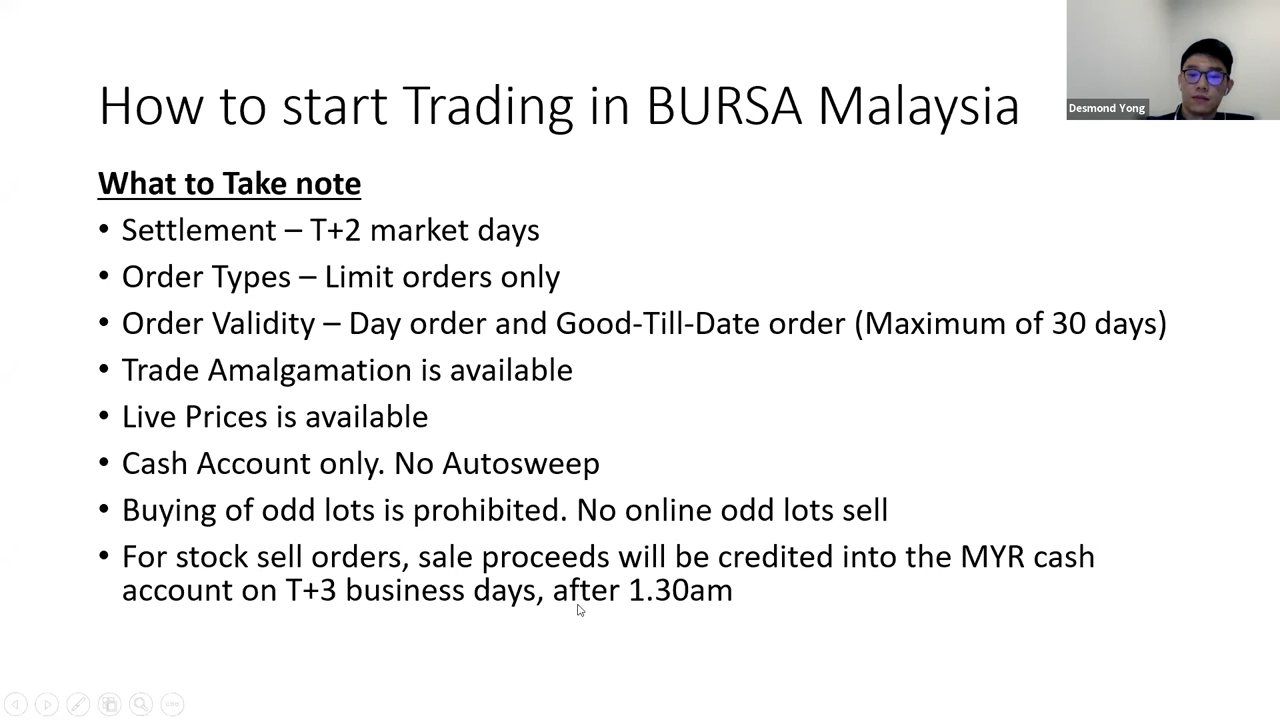 How to start Trading in BURSA Malaysia
Desmond Yong
What to Take note
• Settlement – T+2 market days
• Order Types – Limit orders only
• Order Validity – Day order and Good-Till-Date order (Maximum of 30 days)
• Trade Amalgamation is available
• Live Prices is available
• Cash Account only. No Autosweep
• Buying of odd lots is prohibited. No online odd lots sell
• For stock sell orders, sale proceeds will be credited into the MYR cash
account on T+3 business days, after 1.30am